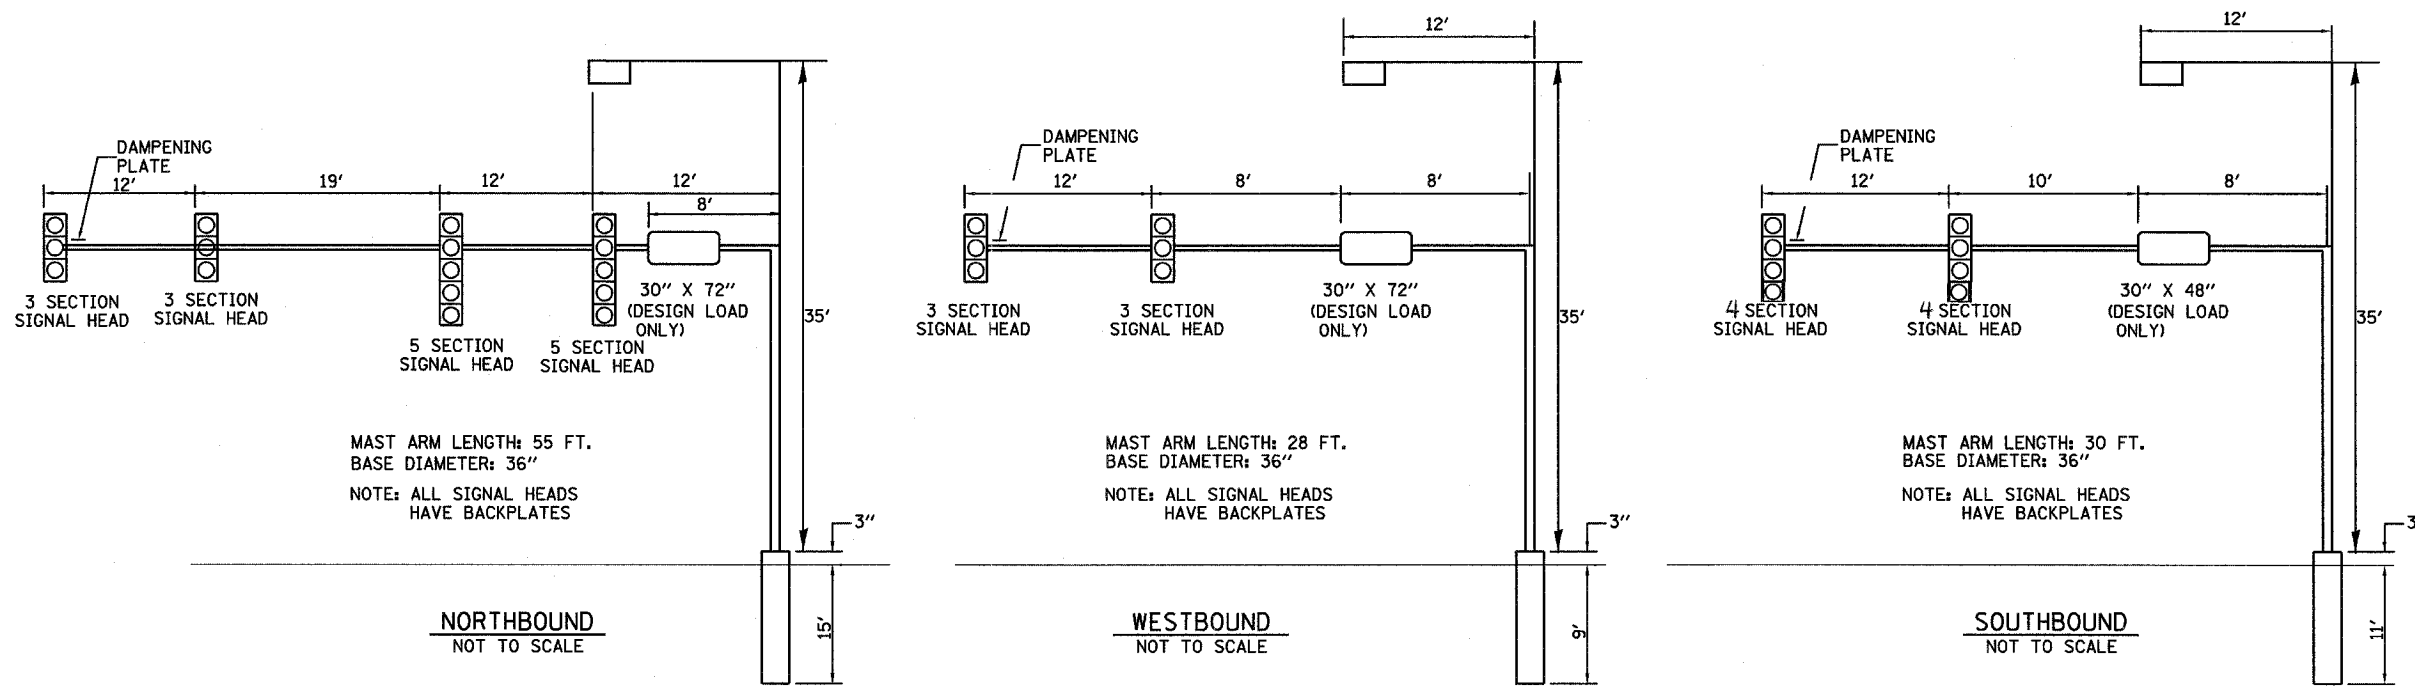 12'
DAMPENING
PLATE
12'
19'
12'
12'
8'
3 SECTION
SIGNAL HEAD
3 SECTION
SIGNAL HEAD
5 SECTION
SIGNAL HEAD
5 SECTION
SIGNAL HEAD
30" X 72"
(DESIGN LOAD
ONLY)
35'
MAST ARM LENGTH: 55 FT.
BASE DIAMETER: 36"
NOTE: ALL SIGNAL HEADS
HAVE BACKPLATES
3"
15'
NORTHBOUND
NOT TO SCALE
DAMPENING
PLATE
12'
8'
8'
3 SECTION
SIGNAL HEAD
3 SECTION
SIGNAL HEAD
30" X 72"
(DESIGN LOAD
ONLY)
35'
MAST ARM LENGTH: 28 FT.
BASE DIAMETER: 36"
NOTE: ALL SIGNAL HEADS
HAVE BACKPLATES
3"
9'
WESTBOUND
NOT TO SCALE
12'
DAMPENING
PLATE
12'
10'
8'
4 SECTION
SIGNAL HEAD
4 SECTION
SIGNAL HEAD
30" X 48"
(DESIGN LOAD
ONLY)
35'
MAST ARM LENGTH: 30 FT.
BASE DIAMETER: 36"
NOTE: ALL SIGNAL HEADS
HAVE BACKPLATES
3
11'
SOUTHBOUND
NOT TO SCALE